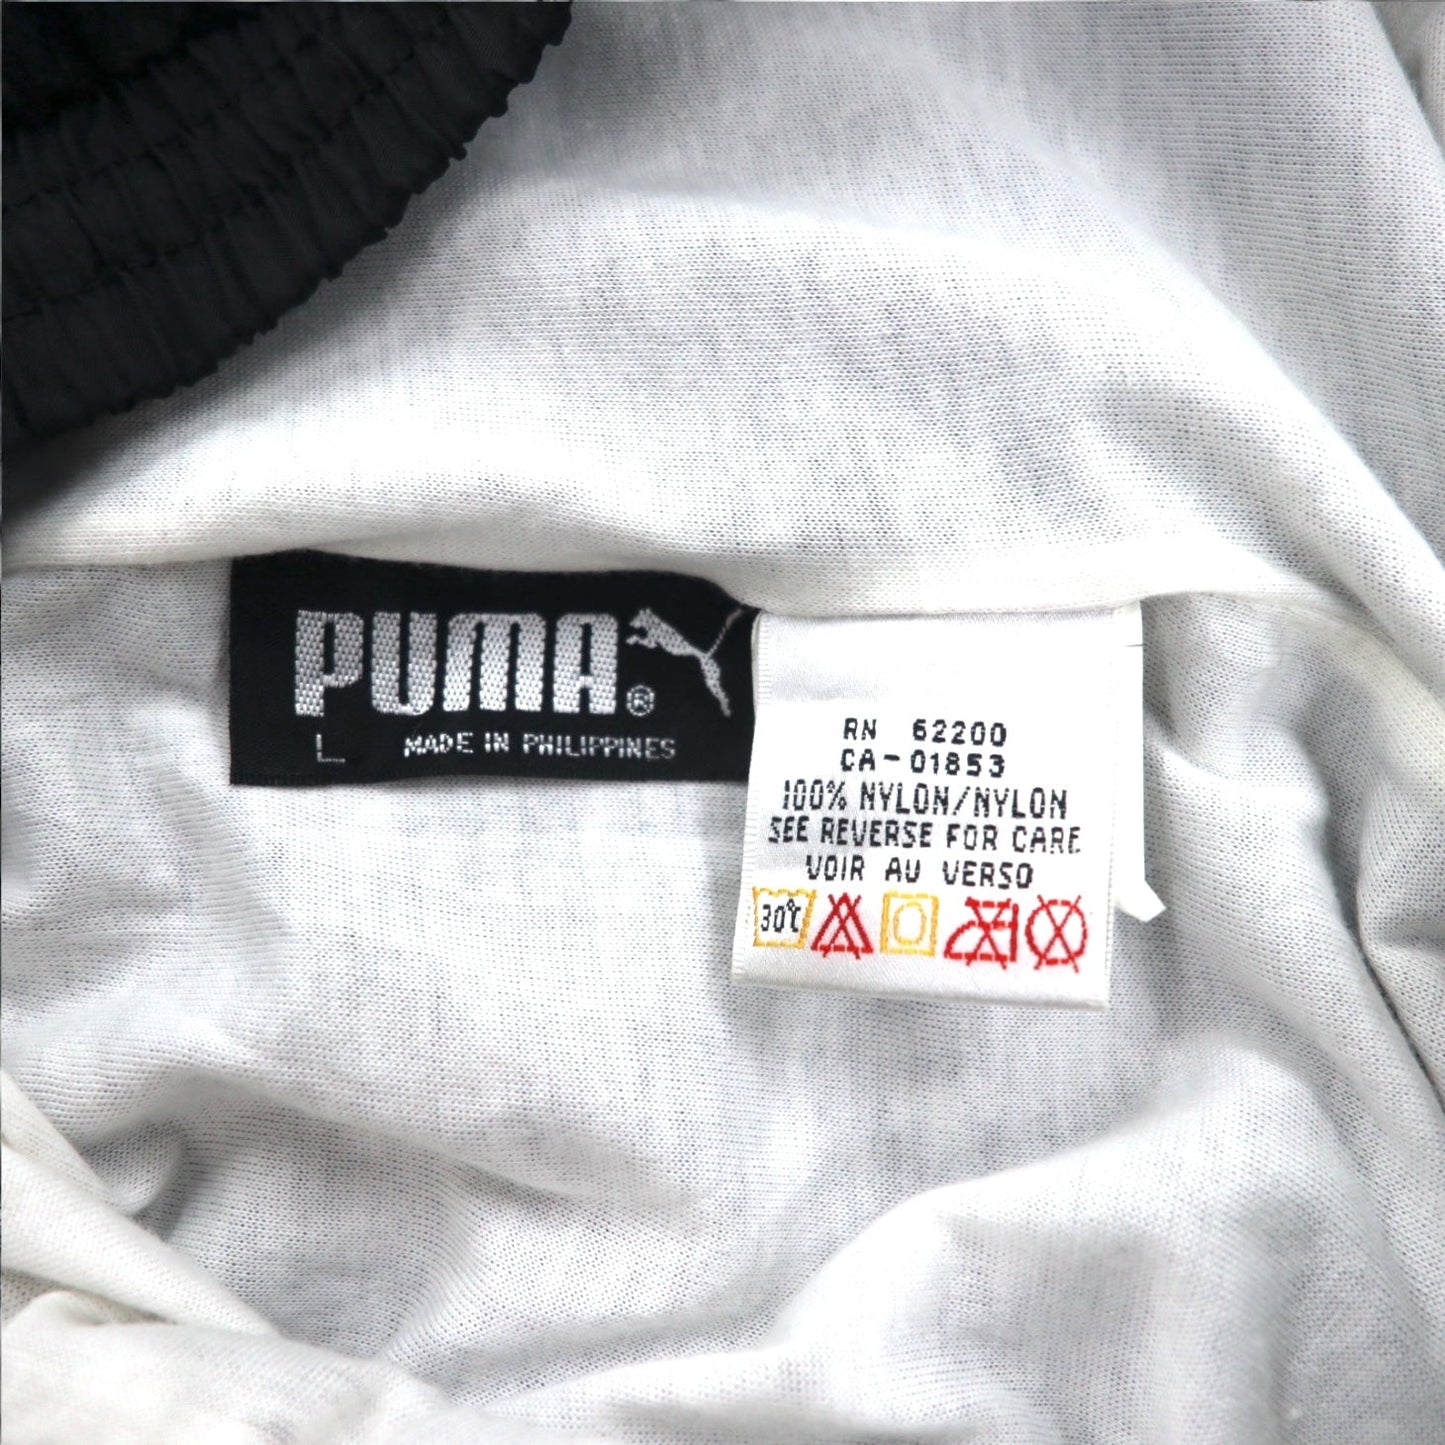 PUMA®
L MADE IN PHILIPPINES
RN 62200
CA-01853
100% NYLON/NYLON
SEE REVERSE FOR CARE
VOIR AU VERSO
30℃